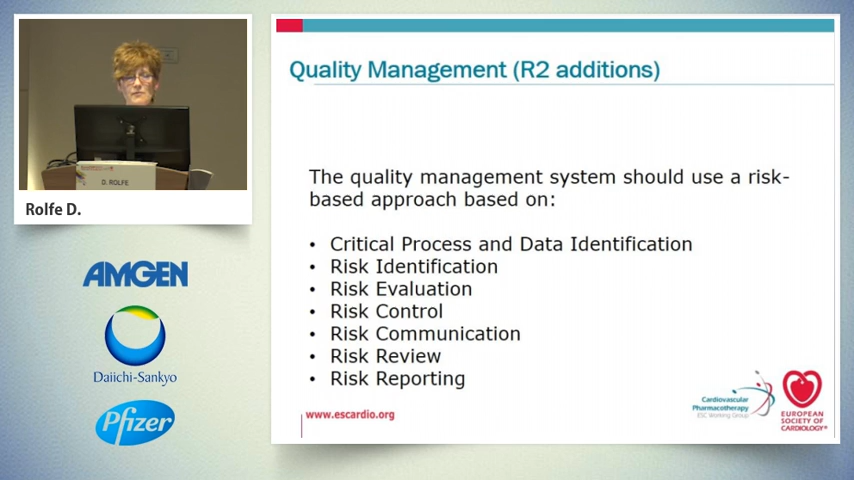 D. ROLFE
Rolfe D.
AMGEN
Daiichi-Sankyo
Pfizer
Quality Management (R2 additions)
The quality management system should use a risk-
based approach based on:
• Critical Process and Data Identification
• Risk Identification
• Risk Evaluation
• Risk Control
• Risk Communication
• Risk Review
• Risk Reporting
www.escardio.org
Cardiovascular
Pharmacotherapy
ESC Working Group
EUROPEAN
SOCIETY OF
CARDIOLOGY®